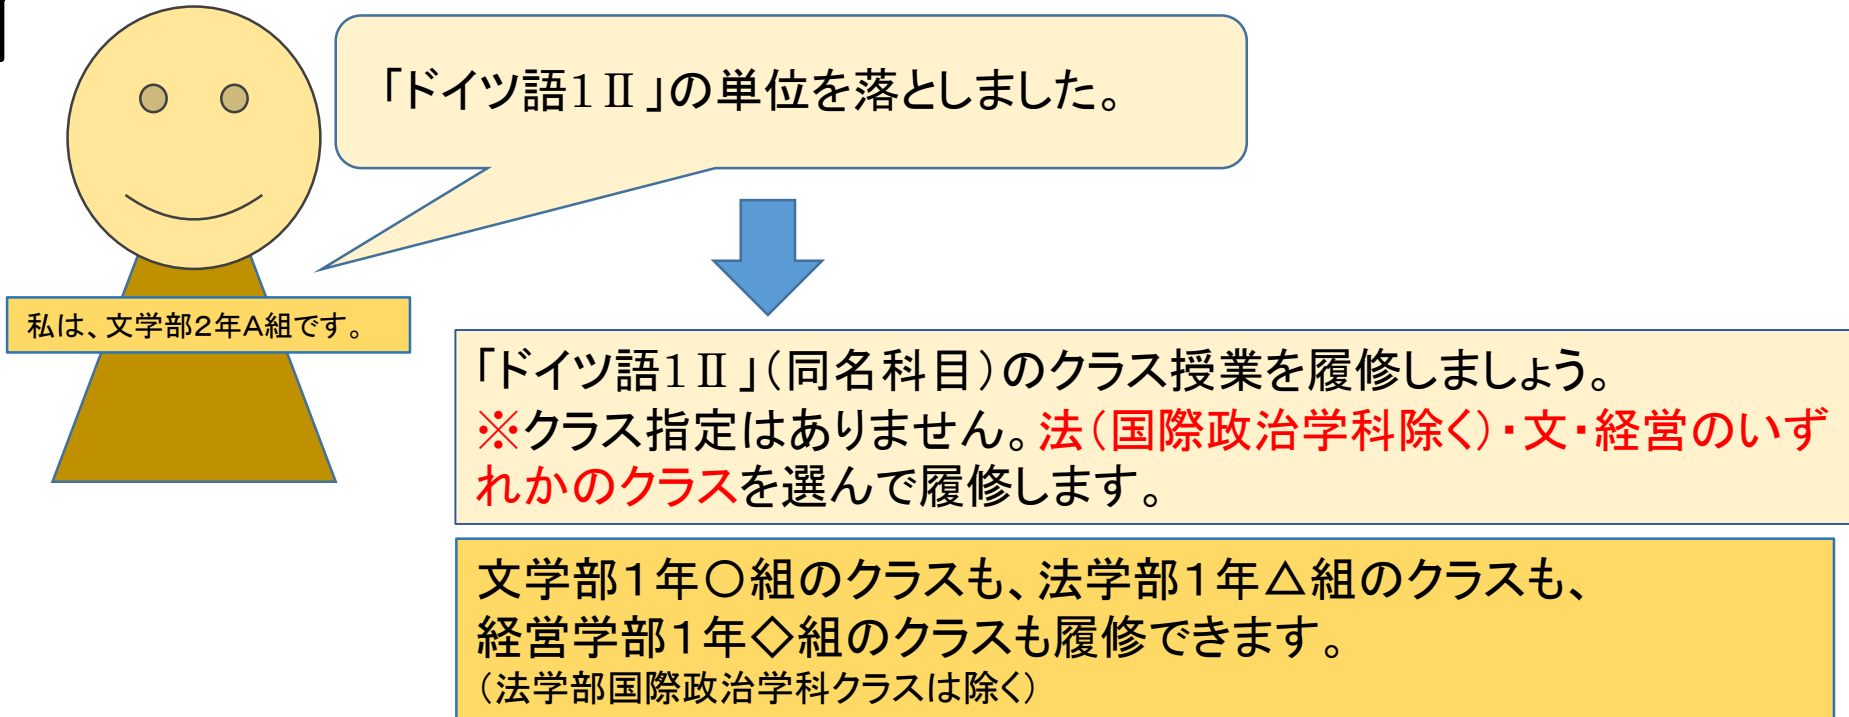 「ドイツ語1Ⅱ」の単位を落としました。
私は、文学部2年A組です。
「ドイツ語1Ⅱ」(同名科目)のクラス授業を履修しましょう。
※クラス指定はありません。法(国際政治学科除く)・文・経営のいず
れかのクラスを選んで履修します。
文学部1年○組のクラスも、法学部1年△組のクラスも、
経営学部1年◇組のクラスも履修できます。
(法学部国際政治学科クラスは除く)